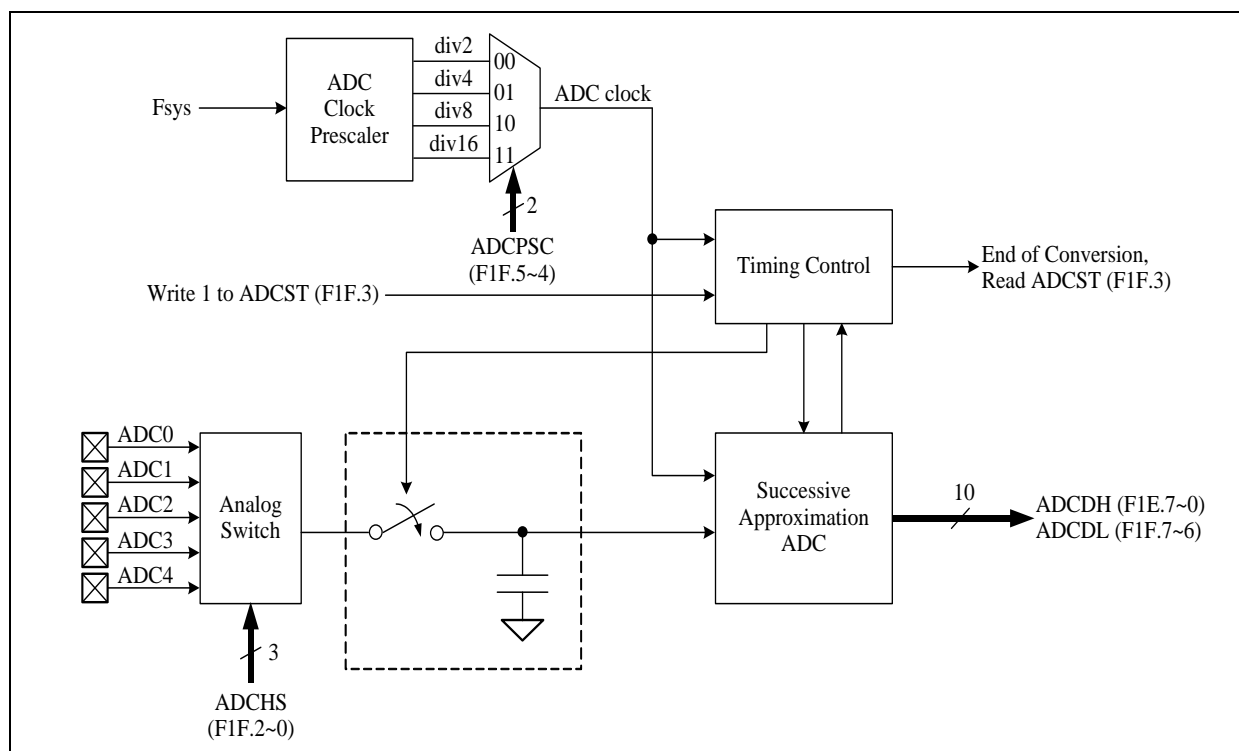 div2
div4
div8
div16
00
01
10
11
ADC
Clock
Prescaler
Fsys
ADC clock
2
ADCPSC
(F1F.5~4)
Write 1 to ADCST (F1F.3)
Timing Control
End of Conversion,
Read ADCST (F1F.3)
ADC0
ADC1
ADC2
ADC3
ADC4
Analog
Switch
3
ADCHS
(F1F.2~0)
Successive
Approximation
ADC
10
ADCDH (F1E.7~0)
ADCDL (F1F.7~6)